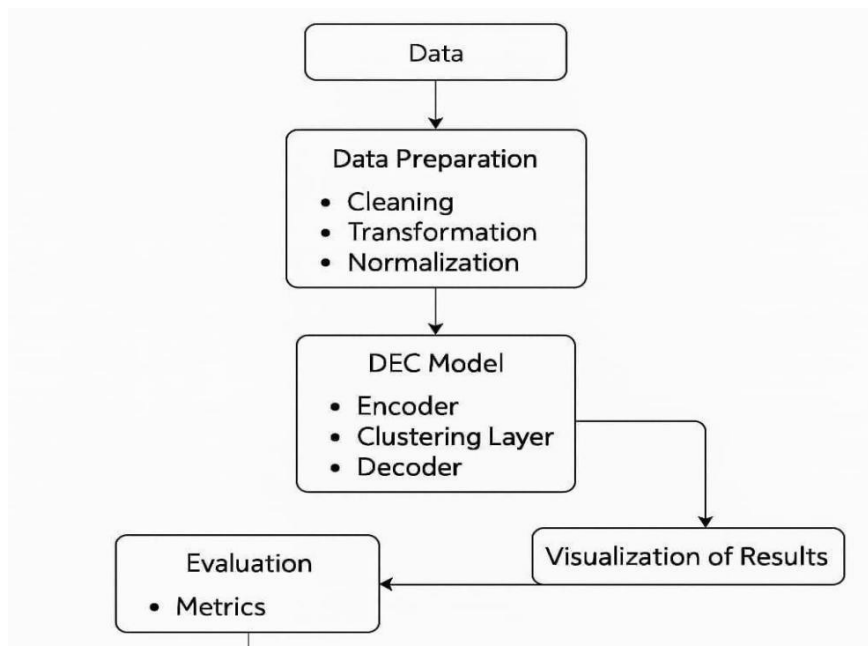 Data
Data Preparation
• Cleaning
• Transformation
• Normalization
DEC Model
• Encoder
• Clustering Layer
• Decoder
Visualization of Results
Evaluation
• Metrics